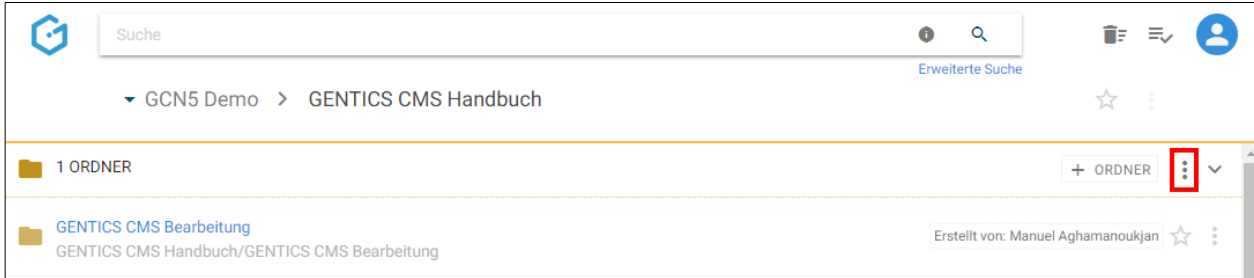 Suche
Erweiterte Suche
GCN5 Demo > GENTICS CMS Handbuch
1 ORDNER
+ ORDNER
GENTICS CMS Bearbeitung
GENTICS CMS Handbuch/GENTICS CMS Bearbeitung
Erstellt von: Manuel Aghamanoukjan